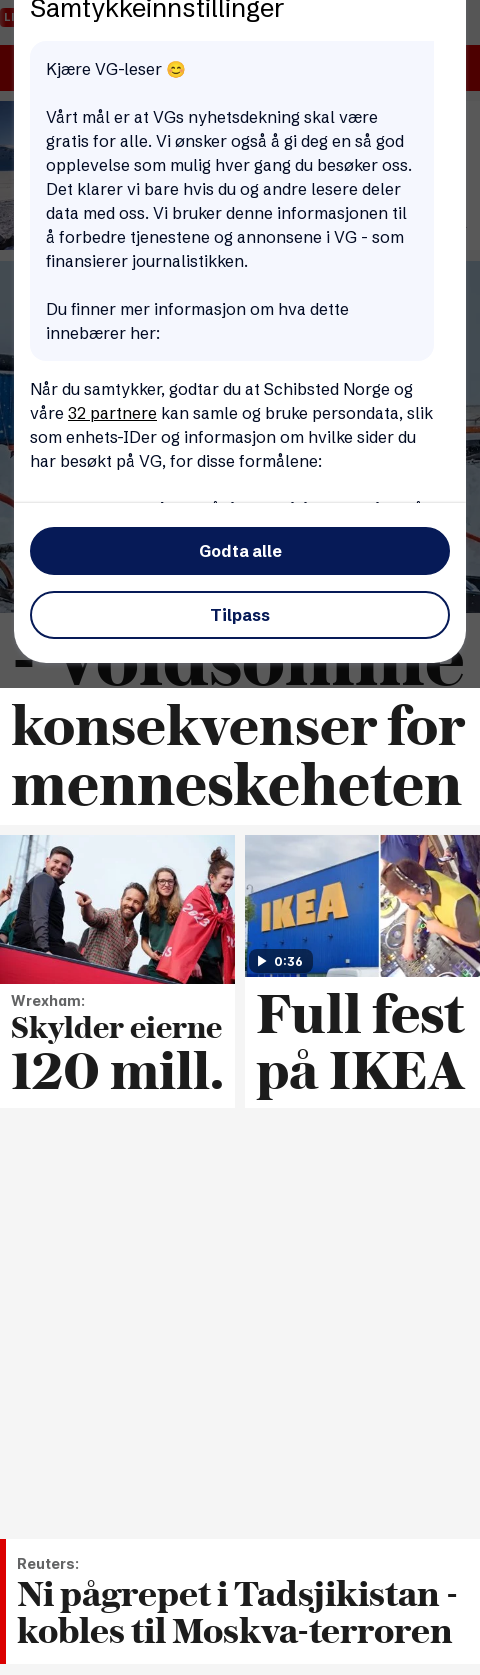 Samtykkeinnstillinger
Kjære VG-leser 😊
Vårt mål er at VGs nyhetsdekning skal være
gratis for alle. Vi ønsker også å gi deg en så god
opplevelse som mulig hver gang du besøker oss.
Det klarer vi bare hvis du og andre lesere deler
data med oss. Vi bruker denne informasjonen til
å forbedre tjenestene og annonsene i VG - som
finansierer journalistikken.
Du finner mer informasjon om hva dette
innebærer her:
Når du samtykker, godtar du at Schibsted Norge og
våre 32 partnere kan samle og bruke persondata, slik
som enhets-IDer og informasjon om hvilke sider du
har besøkt på VG, for disse formålene:
Godta alle
Tilpass
- Voldsomme
konsekvenser for
menneskeheten
IKEA
0:36
Wrexham:
Skylder eierne
120 mill.
Full fest
på IKEA
Reuters:
Ni pågrepet i Tadsjikistan -
kobles til Moskva-terroren